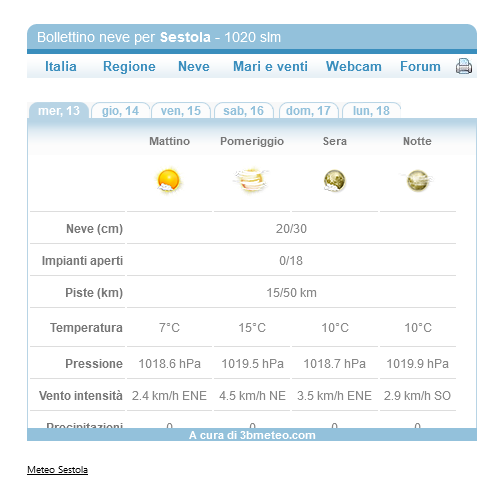 Bollettino neve per Sestola - 1020 slm
Italia Regione Neve Mari e venti Webcam Forum
mer, 13 gio, 14 ven, 15 sab, 16 dom, 17 lun, 18
Mattino Pomeriggio Sera Notte
Neve (cm) 20/30
Impianti aperti 0/18
Piste (km) 15/50 km
Temperatura 7°C 15°C 10°C 10°C
Pressione 1018.6 hPa 1019.5 hPa 1018.7 hPa 1019.9 hPa
Vento intensità 2.4 km/h ENE 4.5 km/h NE 3.5 km/h ENE 2.9 km/h SO
Precipitazioni 0 0 0 0
A cura di 3bmeteo.com
Meteo Sestola